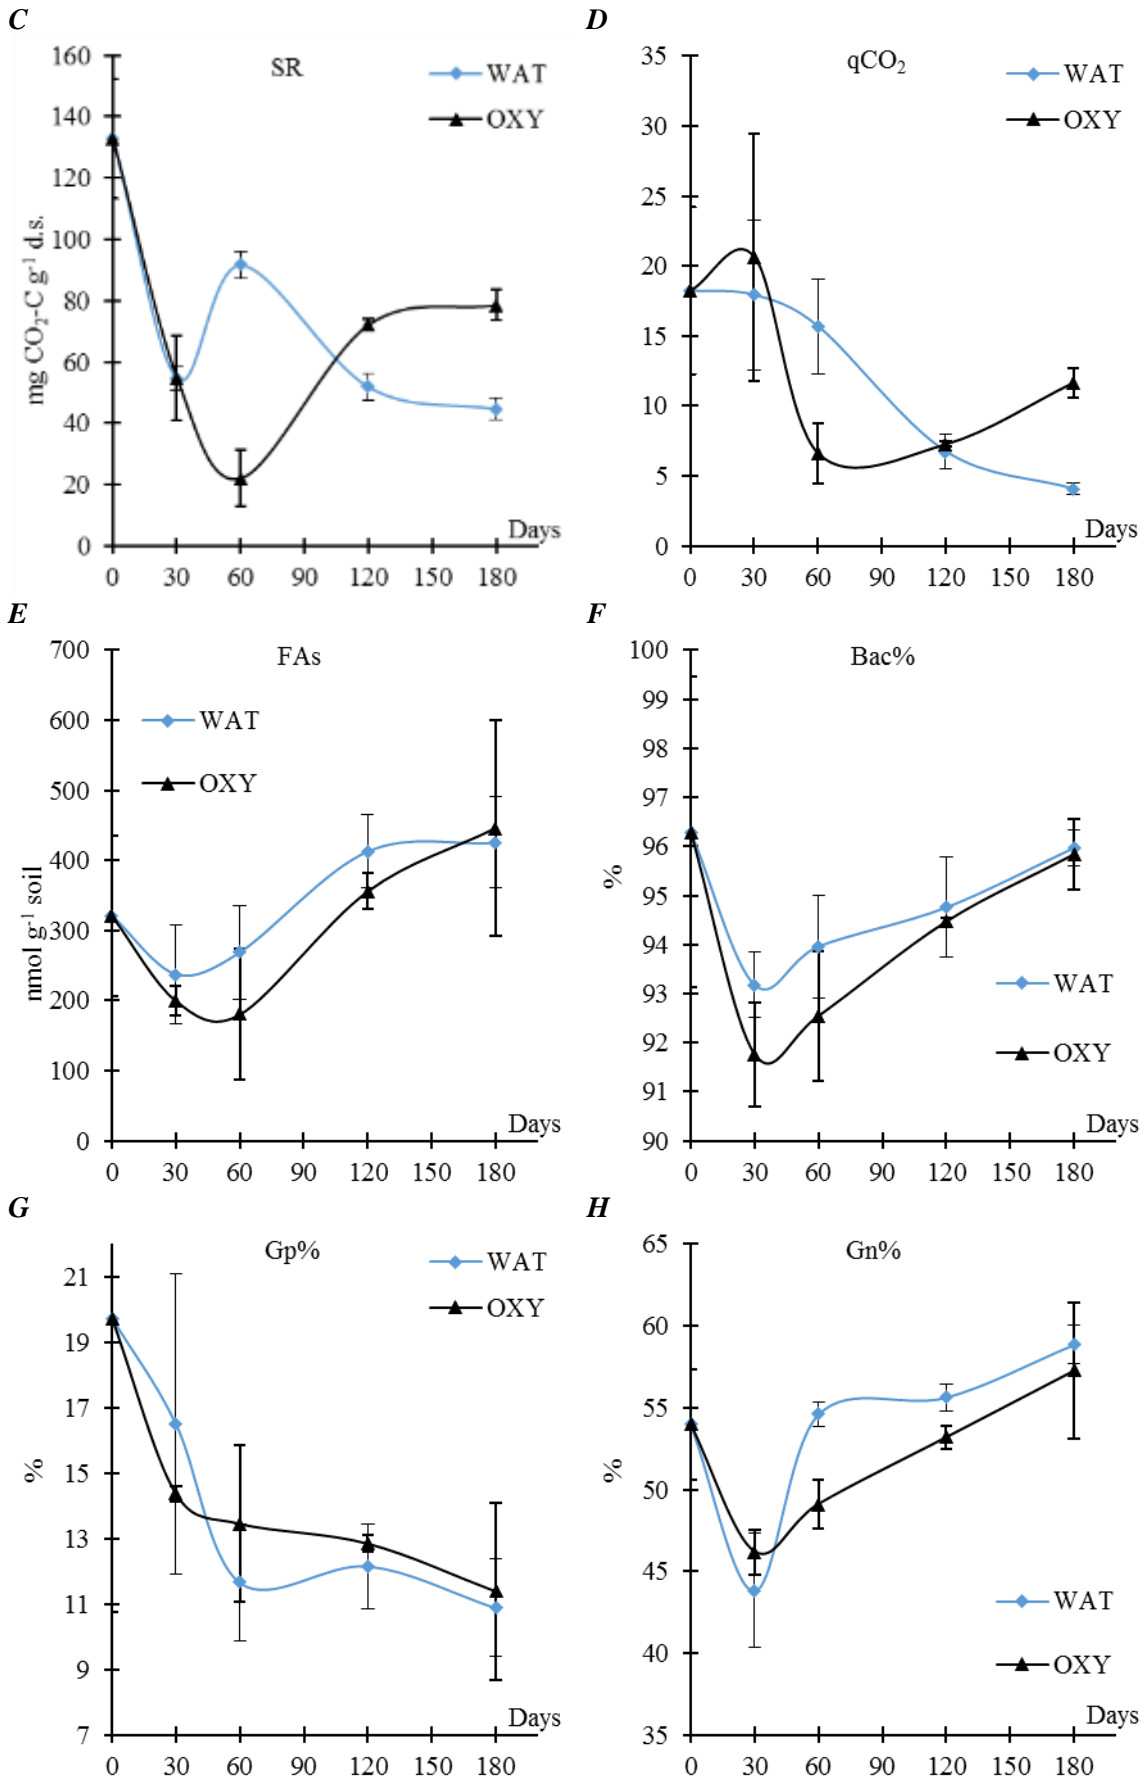 C
SR
WAT
OXY
mg CO₂-C g⁻¹ d.s.
160
140
120
100
80
60
40
20
0
Days
0 30 60 90 120 150 180
D
qCO₂
WAT
OXY
35
30
25
20
15
10
5
0
Days
0 30 60 90 120 150 180
E
FAs
WAT
OXY
nmol g⁻¹ soil
700
600
500
400
300
200
100
0
Days
0 30 60 90 120 150 180
F
Bac%
WAT
OXY
%
100
99
98
97
96
95
94
93
92
91
90
Days
0 30 60 90 120 150 180
G
Gp%
WAT
OXY
%
21
19
17
15
13
11
9
7
Days
0 30 60 90 120 150 180
H
Gn%
WAT
OXY
%
65
60
55
50
45
40
35
Days
0 30 60 90 120 150 180